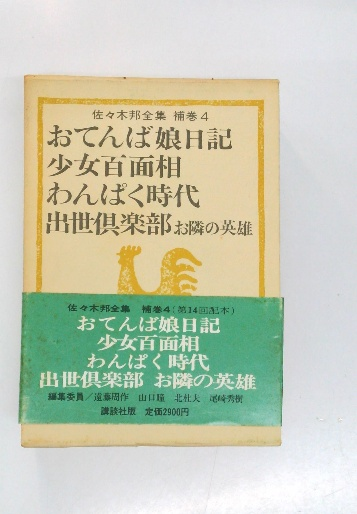 佐々木邦全集 補巻4
おてんば娘日記
少女百面相
わんぱく時代
出世倶楽部 お隣の英雄
佐々木邦全集 補巻4(第14回配本)
おてんば娘日記
少女百面相
わんぱく時代
出世倶楽部 お隣の英雄
編集委員/遠藤周作 山口瞳 北杜夫 尾崎秀樹
講談社版 定価2900円